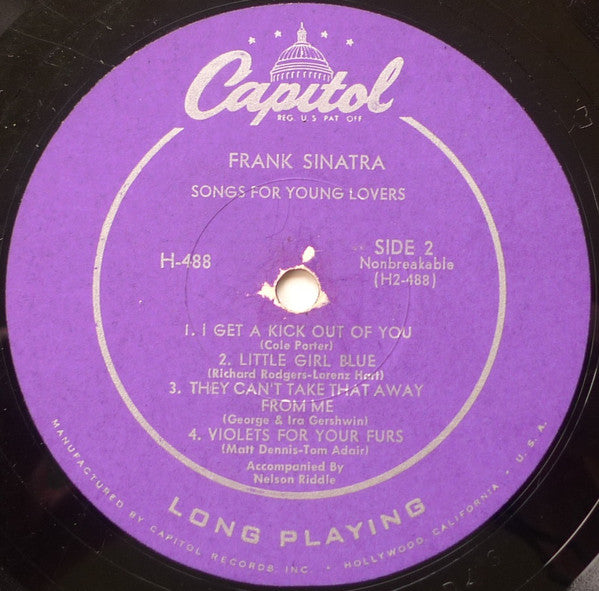 Capitol
REG. U.S. PAT. OFF.
FRANK SINATRA
SONGS FOR YOUNG LOVERS
H-488
SIDE 2
Nonbreakable
(H2-488)
1. I GET A KICK OUT OF YOU
(Cole Porter)
2. LITTLE GIRL BLUE
(Richard Rodgers-Lorenz Hart)
3. THEY CAN'T TAKE THAT AWAY
FROM ME
(George & Ira Gershwin)
4. VIOLETS FOR YOUR FURS
(Matt Dennis-Tom Adair)
Accompanied By
Nelson Riddle
LONG PLAYING
MANUFACTURED BY CAPITOL RECORDS, INC. • HOLLYWOOD, CALIFORNIA • U.S.A.